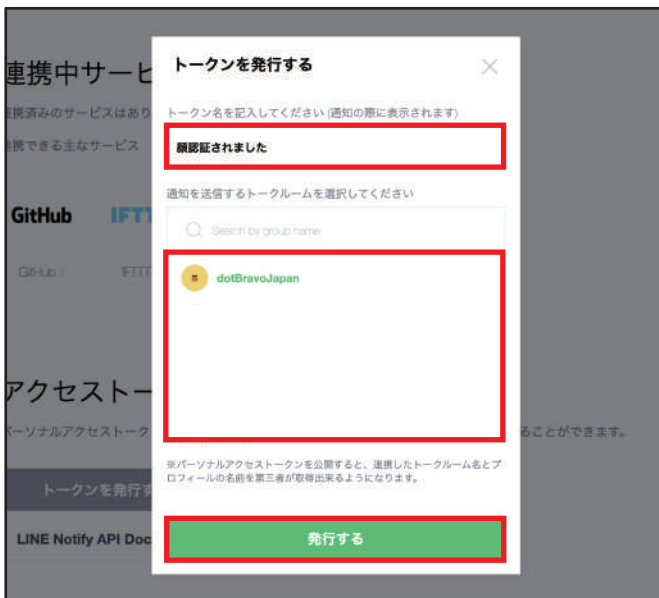 連携中サービ
トークンを発行する
連携済みのサービスはあり
トークン名を記入してください (通知の際に表示されます)
連携できる主なサービス
顔認証されました
通知を送信するトークルームを選択してください
GitHub
IFTT
Search by group name
GitHub 〉
IFTTT
dotBravoJapan
アクセストー
パーソナルアクセストーク
ることができます。
※パーソナルアクセストークンを公開すると、連携したトークルーム名とプ
ロフィールの名前を第三者が取得出来るようになります。
トークンを発行す
LINE Notify API Doc
発行する